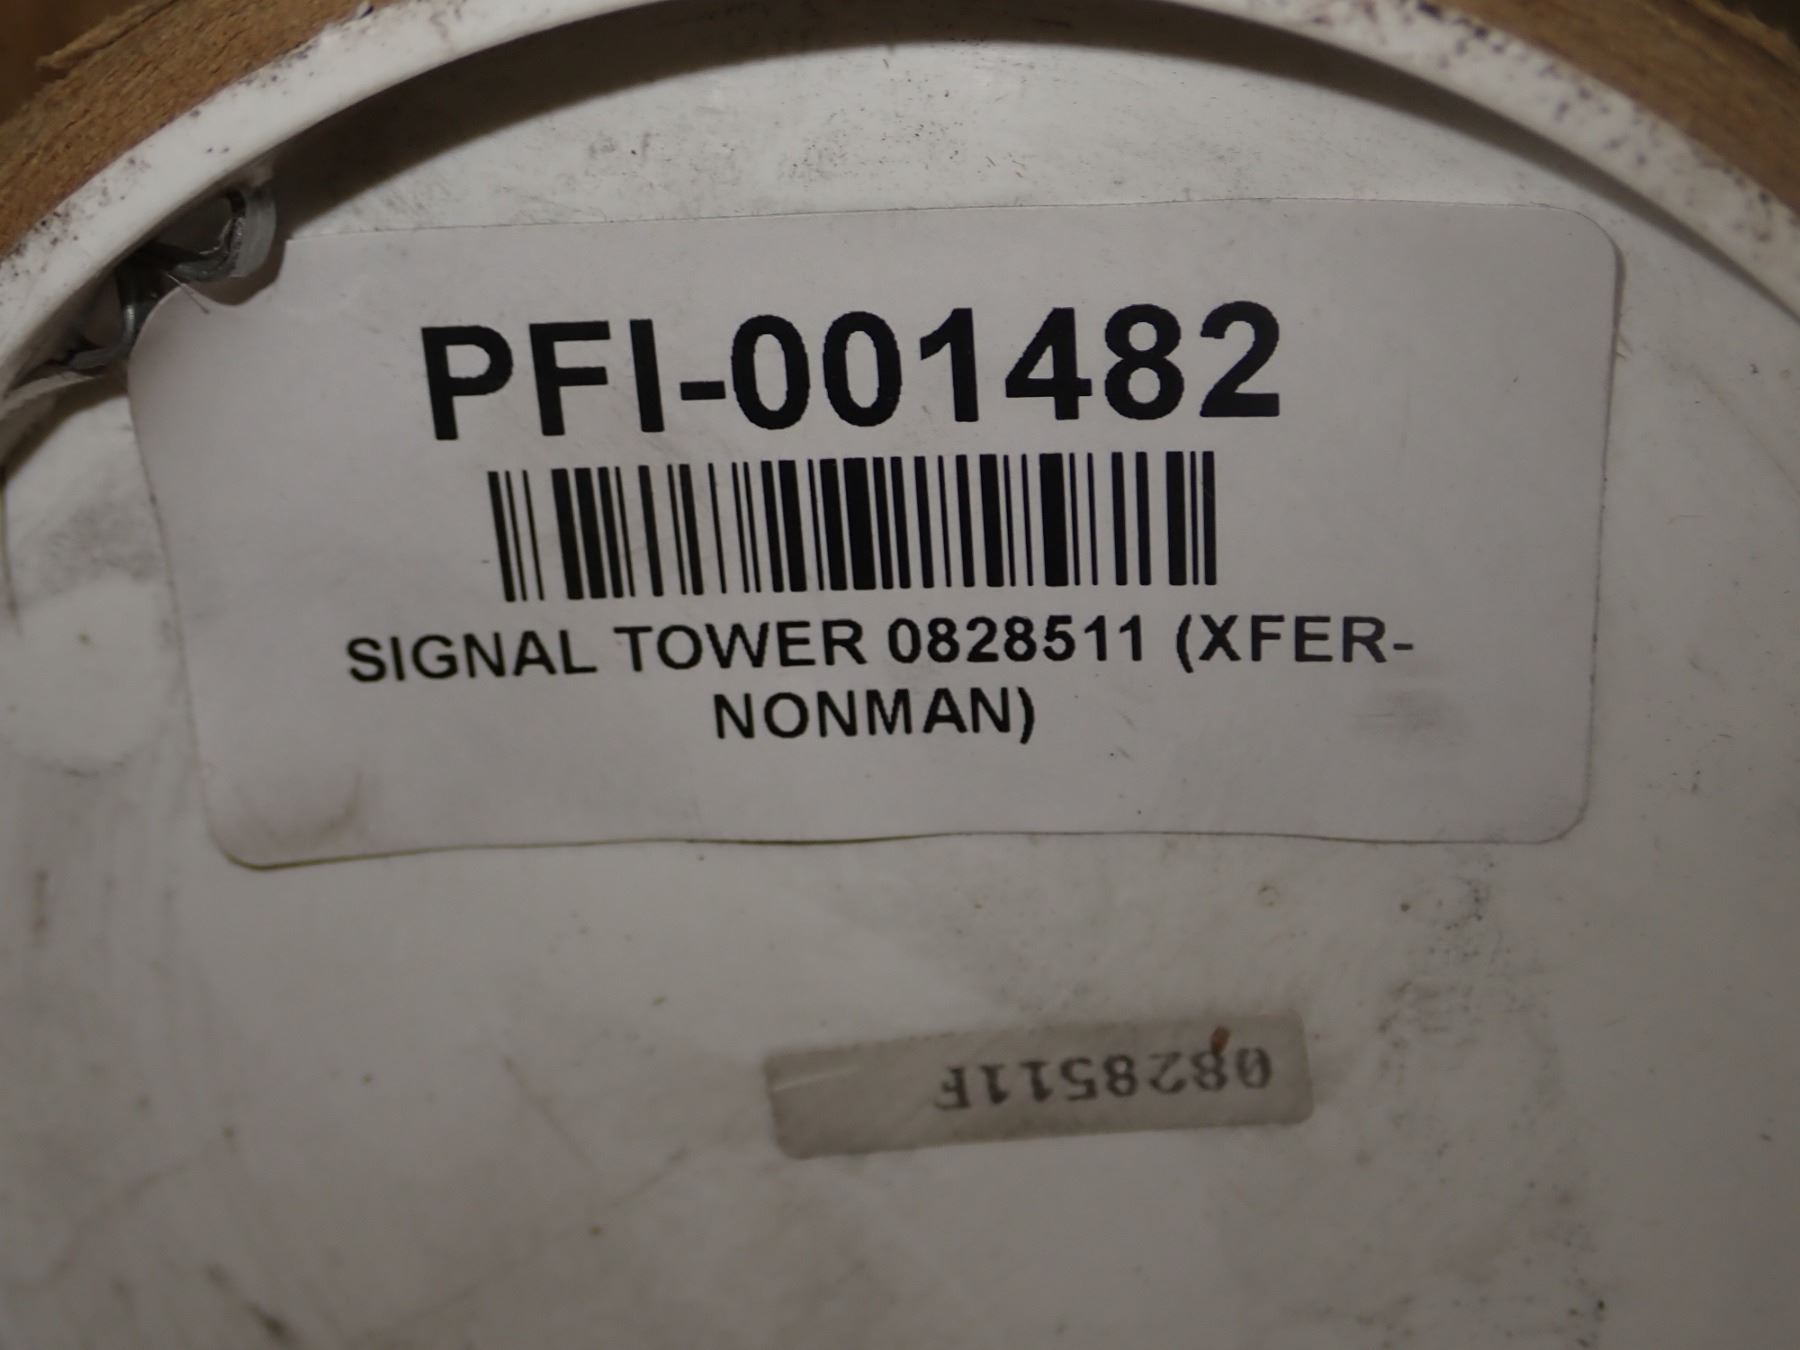 PFI-001482
SIGNAL TOWER 0828511 (XFER-
NONMAN)
0828511F